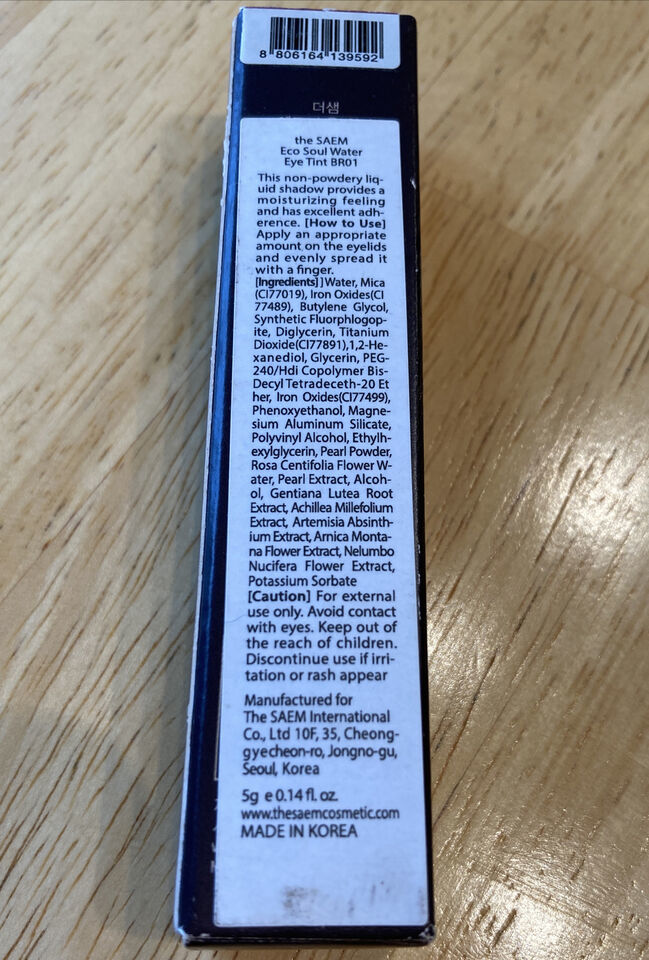 8 806164 139592
더샘
the SAEM
Eco Soul Water
Eye Tint BR01
This non-powdery liq-
uid shadow provides a
moisturizing feeling
and has excellent adh-
erence. [How to Use]
Apply an appropriate
amount on the eyelids
and evenly spread it
with a finger.
[Ingredients]]Water, Mica
(CI77019), Iron Oxides(CI
77489), Butylene Glycol,
Synthetic Fluorphlogop-
ite, Diglycerin, Titanium
Dioxide(CI77891),1,2-He-
xanediol, Glycerin, PEG-
240/Hdi Copolymer Bis-
Decyl Tetradeceth-20 Et
her, Iron Oxides(CI77499),
Phenoxyethanol, Magne-
sium Aluminum Silicate,
Polyvinyl Alcohol, Ethylh-
exylglycerin, Pearl Powder,
Rosa Centifolia Flower W-
ater, Pearl Extract, Alcoh-
ol, Gentiana Lutea Root
Extract, Achillea Millefolium
Extract, Artemisia Absinth-
ium Extract, Arnica Monta-
na Flower Extract, Nelumbo
Nucifera Flower Extract,
Potassium Sorbate
[Caution] For external
use only. Avoid contact
with eyes. Keep out of
the reach of children.
Discontinue use if irri-
tation or rash appear
Manufactured for
The SAEM International
Co., Ltd 10F, 35, Cheong-
gyecheon-ro, Jongno-gu,
Seoul, Korea
5g e 0.14 fl. oz.
www.thesaemcosmetic.com
MADE IN KOREA